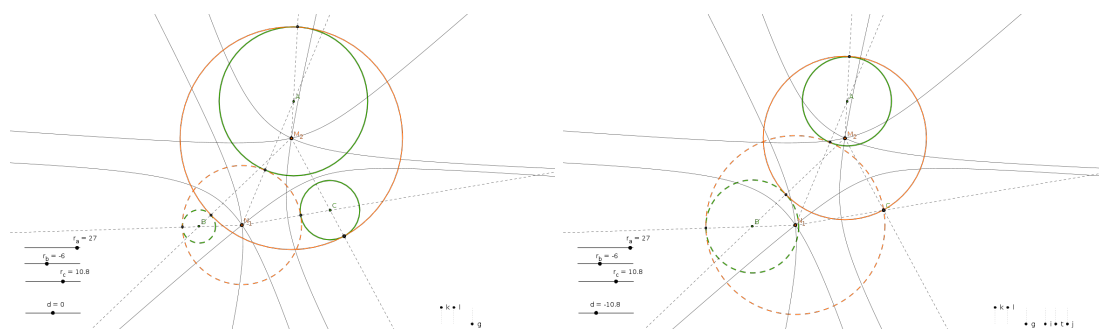 A
M₂
B
M₁
C
r_a = 27
r_b = -6
r_c = 10.8
d = 0
k l
g
A
M₂
B
M₁
C
r_a = 27
r_b = -6
r_c = 10.8
d = -10.8
k l
g i t j